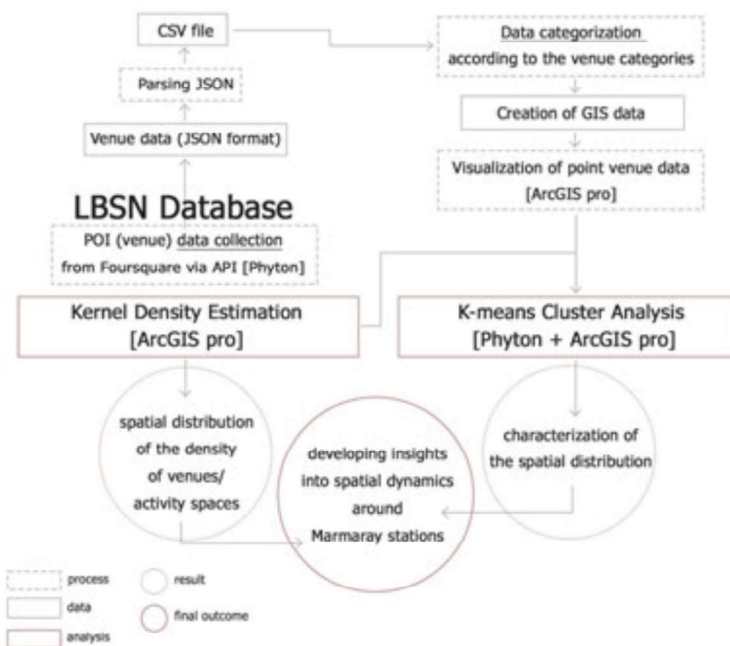 CSV file
Parsing JSON
Venue data (JSON format)
LBSN Database
POI (venue) data collection
from Foursquare via API [Phyton]
Data categorization
according to the venue categories
Creation of GIS data
Visualization of point venue data
[ArcGIS pro]
Kernel Density Estimation
[ArcGIS pro]
K-means Cluster Analysis
[Phyton + ArcGIS pro]
spatial distribution
of the density
of venues/
activity spaces
developing insights
into spatial dynamics
around
Marmaray stations
characterization of
the spatial distribution
process
data
analysis
result
final outcome